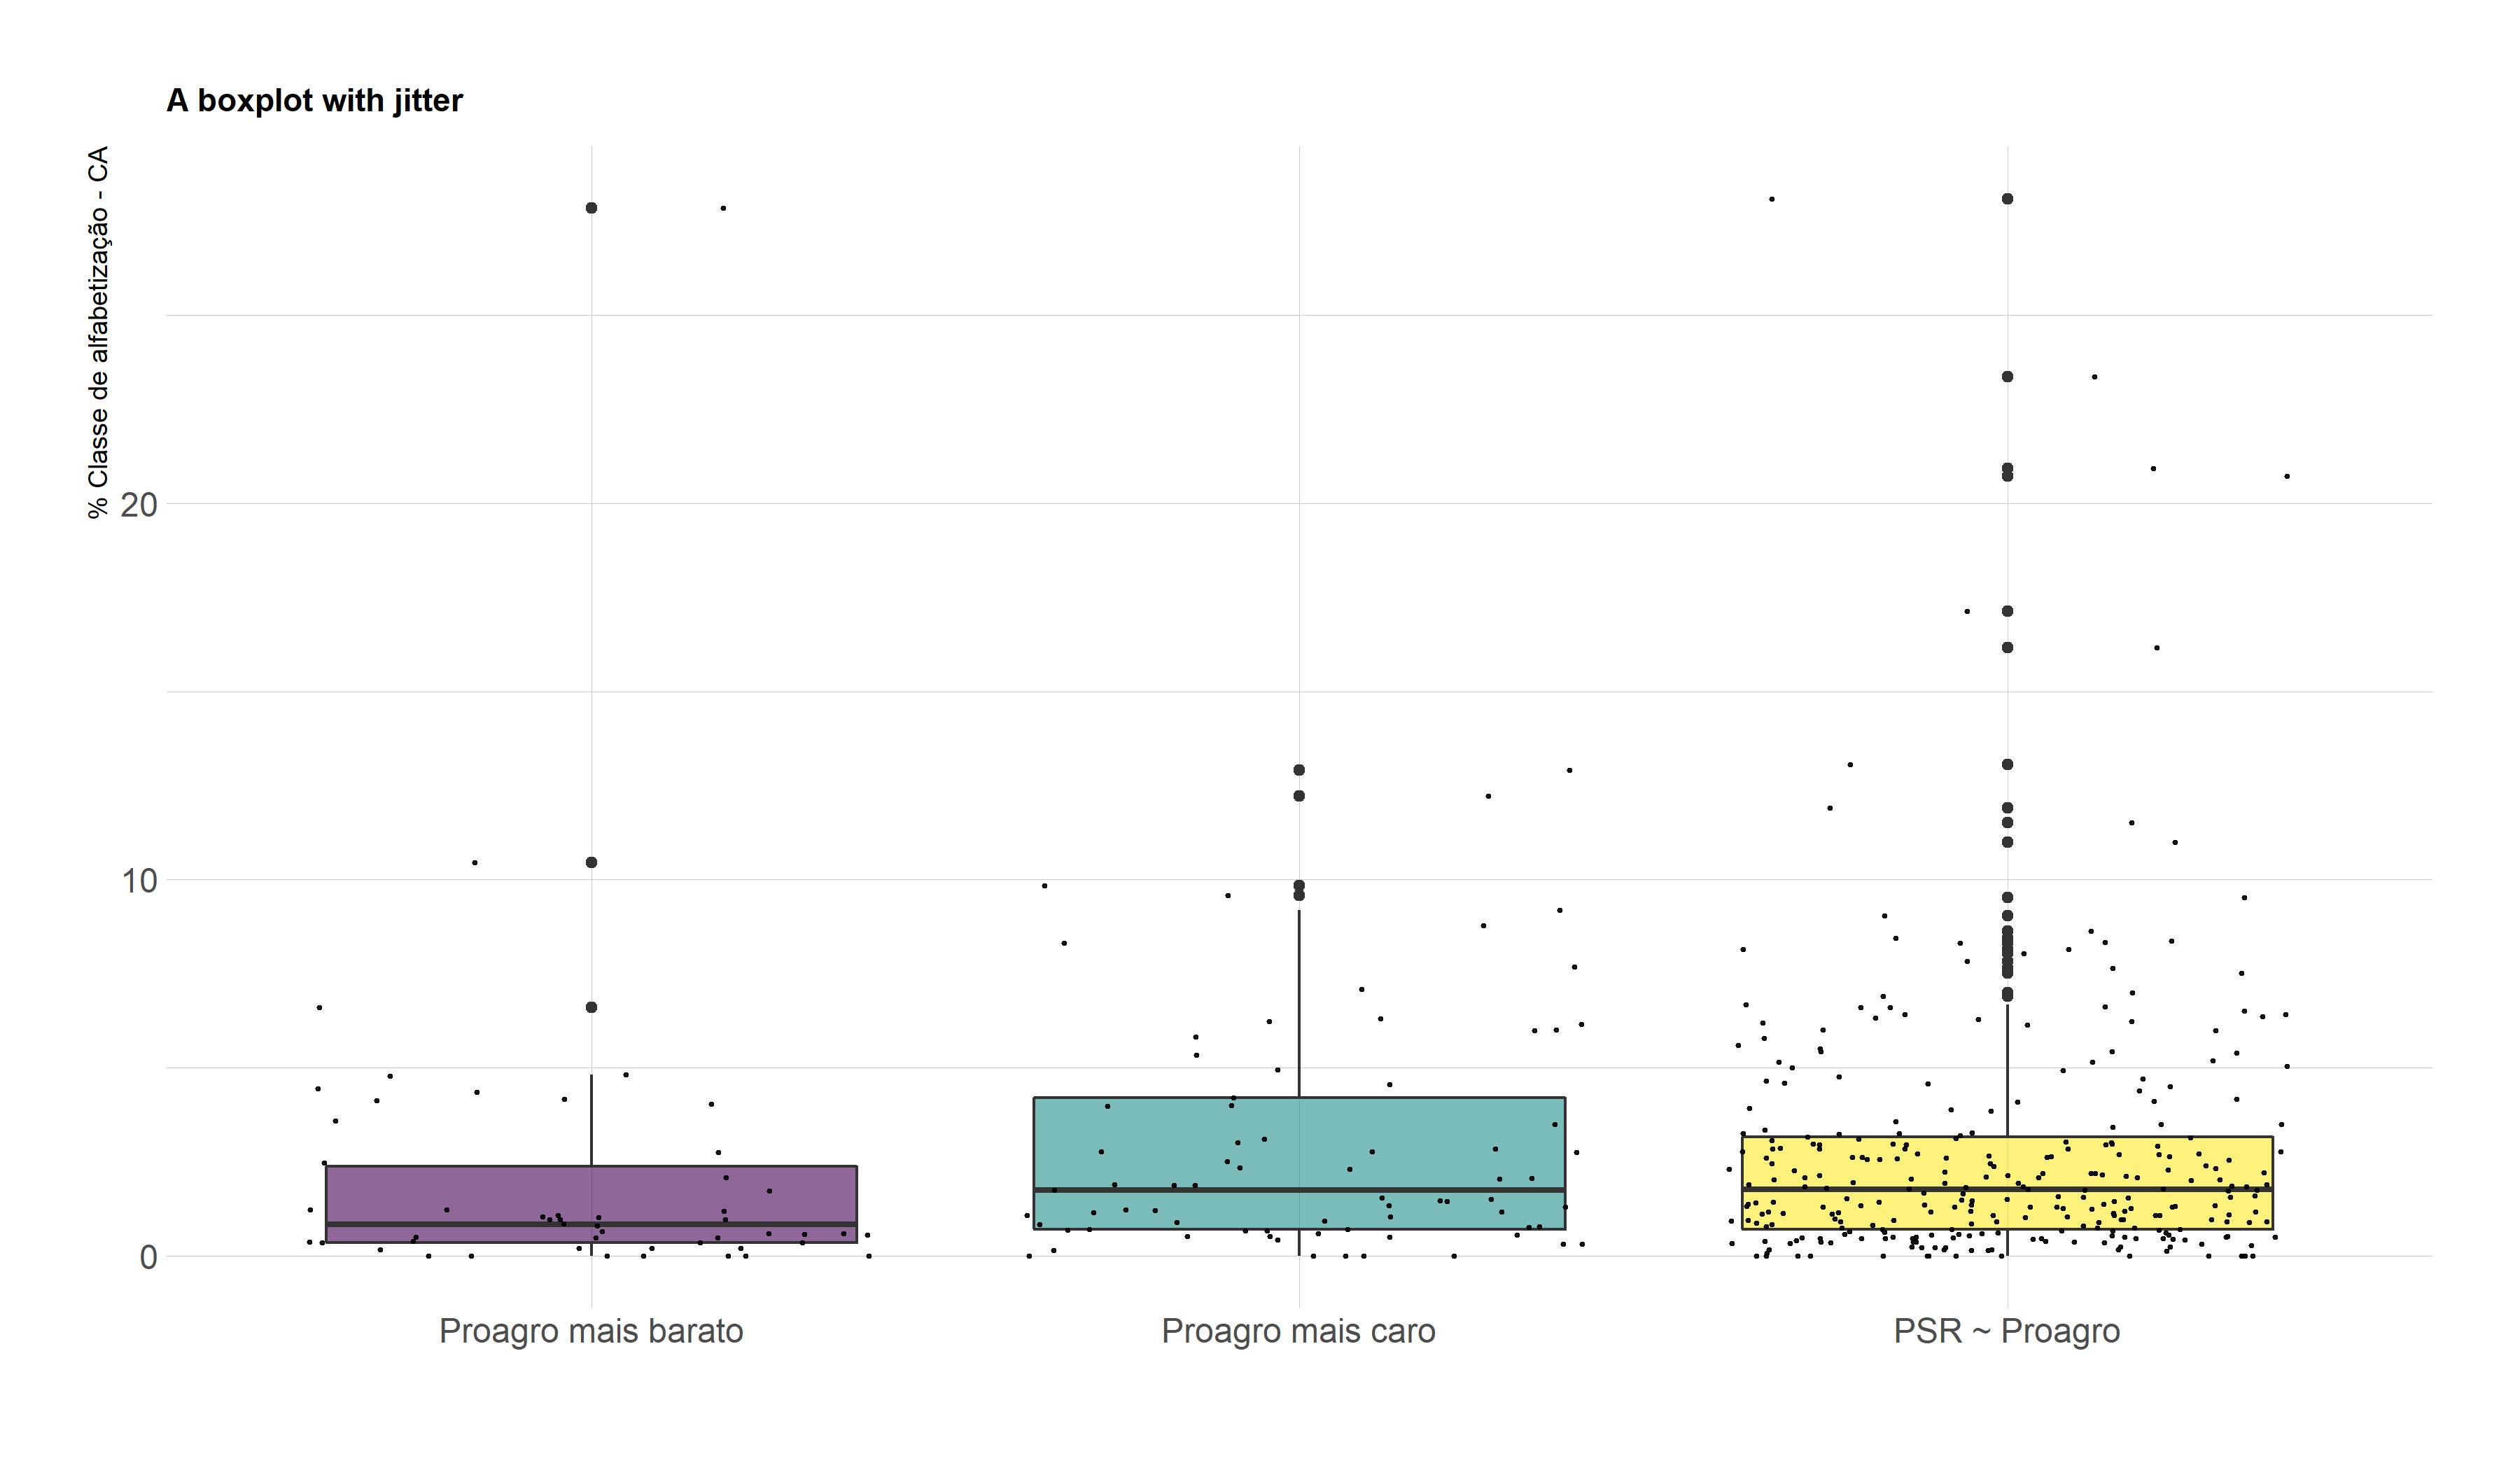 A boxplot with jitter
% Classe de alfabetização - CA
20
10
0
Proagro mais barato
Proagro mais caro
PSR ~ Proagro